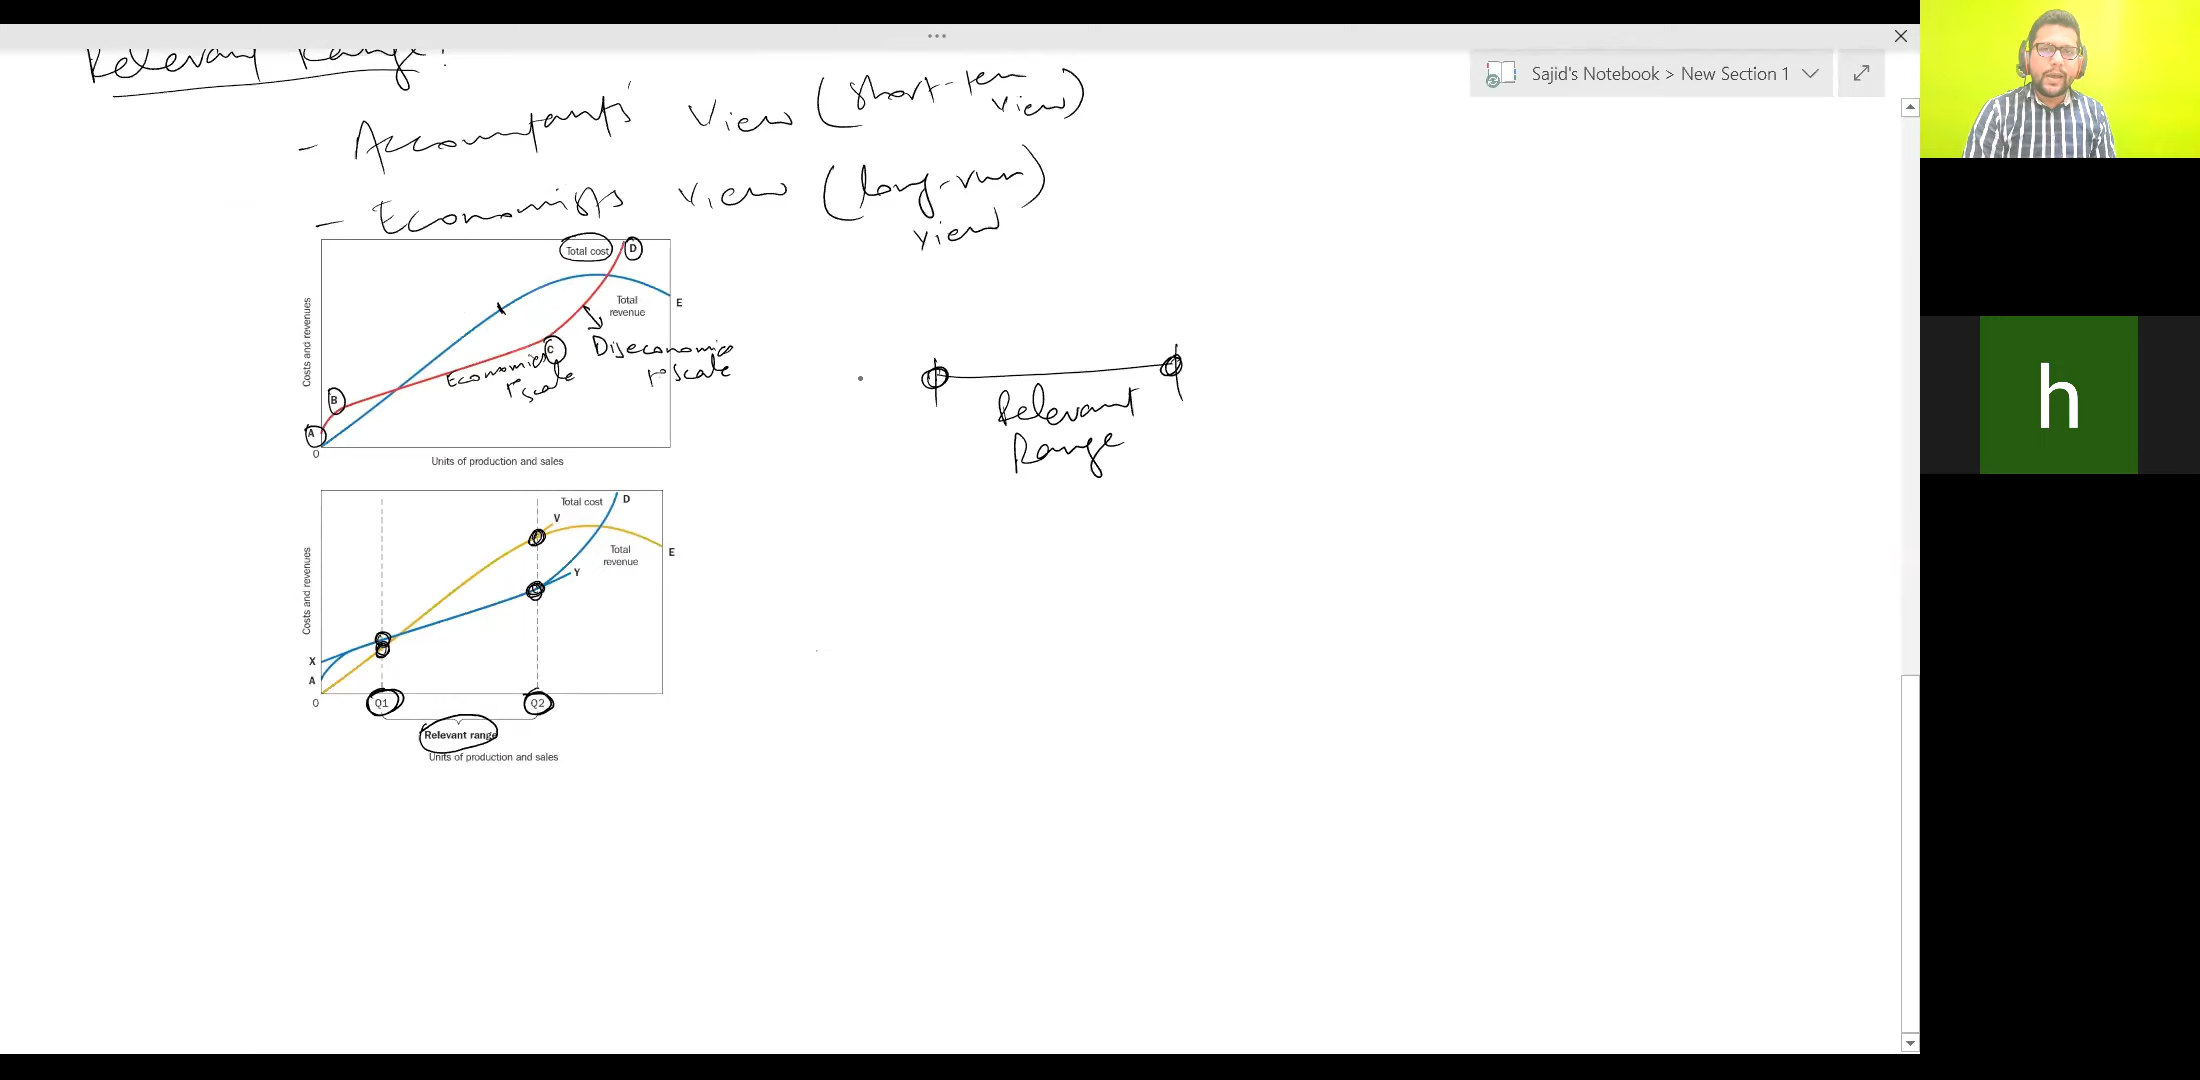 Relevant Range:
Sajid's Notebook > New Section 1
- Accountants' View (Short-term view)
- Economists View (long-run view)
Total cost
D
Total revenue
E
C
Diseconomies of scale
Economies of scale
B
A
0
Costs and revenues
Units of production and sales
Relevant Range
h
Total cost
D
V
Total revenue
E
Y
Costs and revenues
X
A
0
Q1
Q2
Relevant range
Units of production and sales